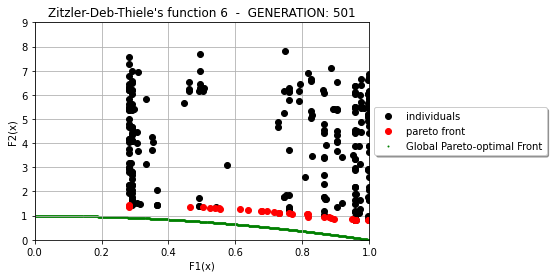 Zitzler-Deb-Thiele's function 6 - GENERATION: 501
9
8
7
6
5
4
3
2
1
0
F2(x)
0.0 0.2 0.4 0.6 0.8 1.0
F1(x)
individuals
pareto front
Global Pareto-optimal Front